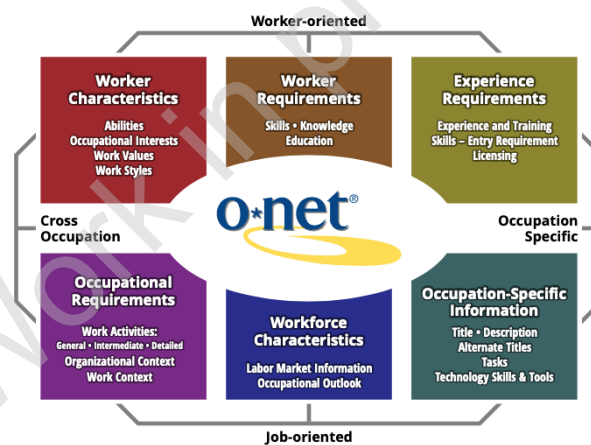 Worker-oriented
Worker
Characteristics
Abilities
Occupational Interests
Work Values
Work Styles
Worker
Requirements
Skills • Knowledge
Education
Experience
Requirements
Experience and Training
Skills – Entry Requirement
Licensing
Cross
Occupation
o*net®
Occupation
Specific
Occupational
Requirements
Work Activities:
General • Intermediate • Detailed
Organizational Context
Work Context
Workforce
Characteristics
Labor Market Information
Occupational Outlook
Occupation-Specific
Information
Title • Description
Alternate Titles
Tasks
Technology Skills & Tools
Job-oriented
Work in pr